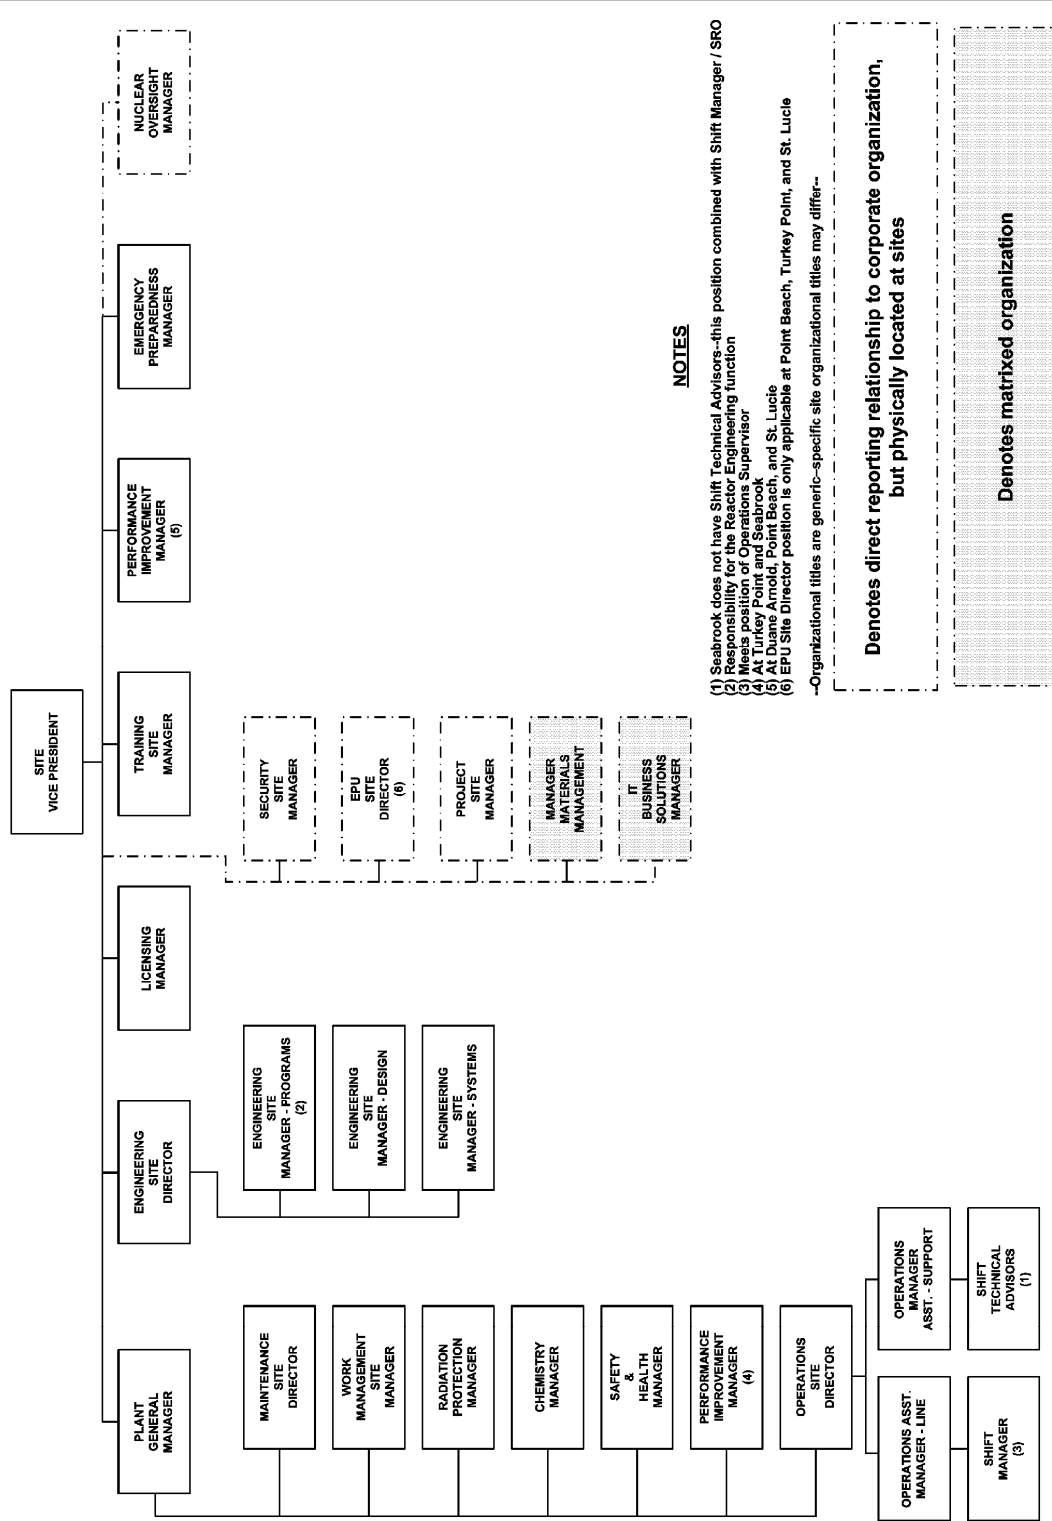 SITE
VICE PRESIDENT
PLANT
GENERAL
MANAGER
ENGINEERING
SITE
DIRECTOR
LICENSING
MANAGER
TRAINING
SITE
MANAGER
PERFORMANCE
IMPROVEMENT
MANAGER
(5)
EMERGENCY
PREPAREDNESS
MANAGER
NUCLEAR
OVERSIGHT
MANAGER
MAINTENANCE
SITE
DIRECTOR
WORK
MANAGEMENT
SITE
MANAGER
RADIATION
PROTECTION
MANAGER
CHEMISTRY
MANAGER
SAFETY
&
HEALTH
MANAGER
PERFORMANCE
IMPROVEMENT
MANAGER
(4)
OPERATIONS
SITE
DIRECTOR
OPERATIONS ASST.
MANAGER - LINE
SHIFT
MANAGER
(3)
OPERATIONS
MANAGER
ASST. - SUPPORT
SHIFT
TECHNICAL
ADVISORS
(1)
ENGINEERING
SITE
MANAGER - PROGRAMS
(2)
ENGINEERING
SITE
MANAGER - DESIGN
ENGINEERING
SITE
MANAGER - SYSTEMS
SECURITY
SITE
MANAGER
EPU
SITE
DIRECTOR
(6)
PROJECT
SITE
MANAGER
MANAGER
MATERIALS
MANAGEMENT
IT
BUSINESS
SOLUTIONS
MANAGER
NOTES
(1) Seabrook does not have Shift Technical Advisors--this position combined with Shift Manager / SRO
(2) Responsibility for the Reactor Engineering function
(3) Meets position of Operations Supervisor
(4) At Turkey Point and Seabrook
(5) At Duane Arnold, Point Beach, and St. Lucie
(6) EPU Site Director position is only applicable at Point Beach, Turkey Point, and St. Lucie
--Organizational titles are generic--specific site organizational titles may differ--
Denotes direct reporting relationship to corporate organization,
but physically located at sites
Denotes matrixed organization